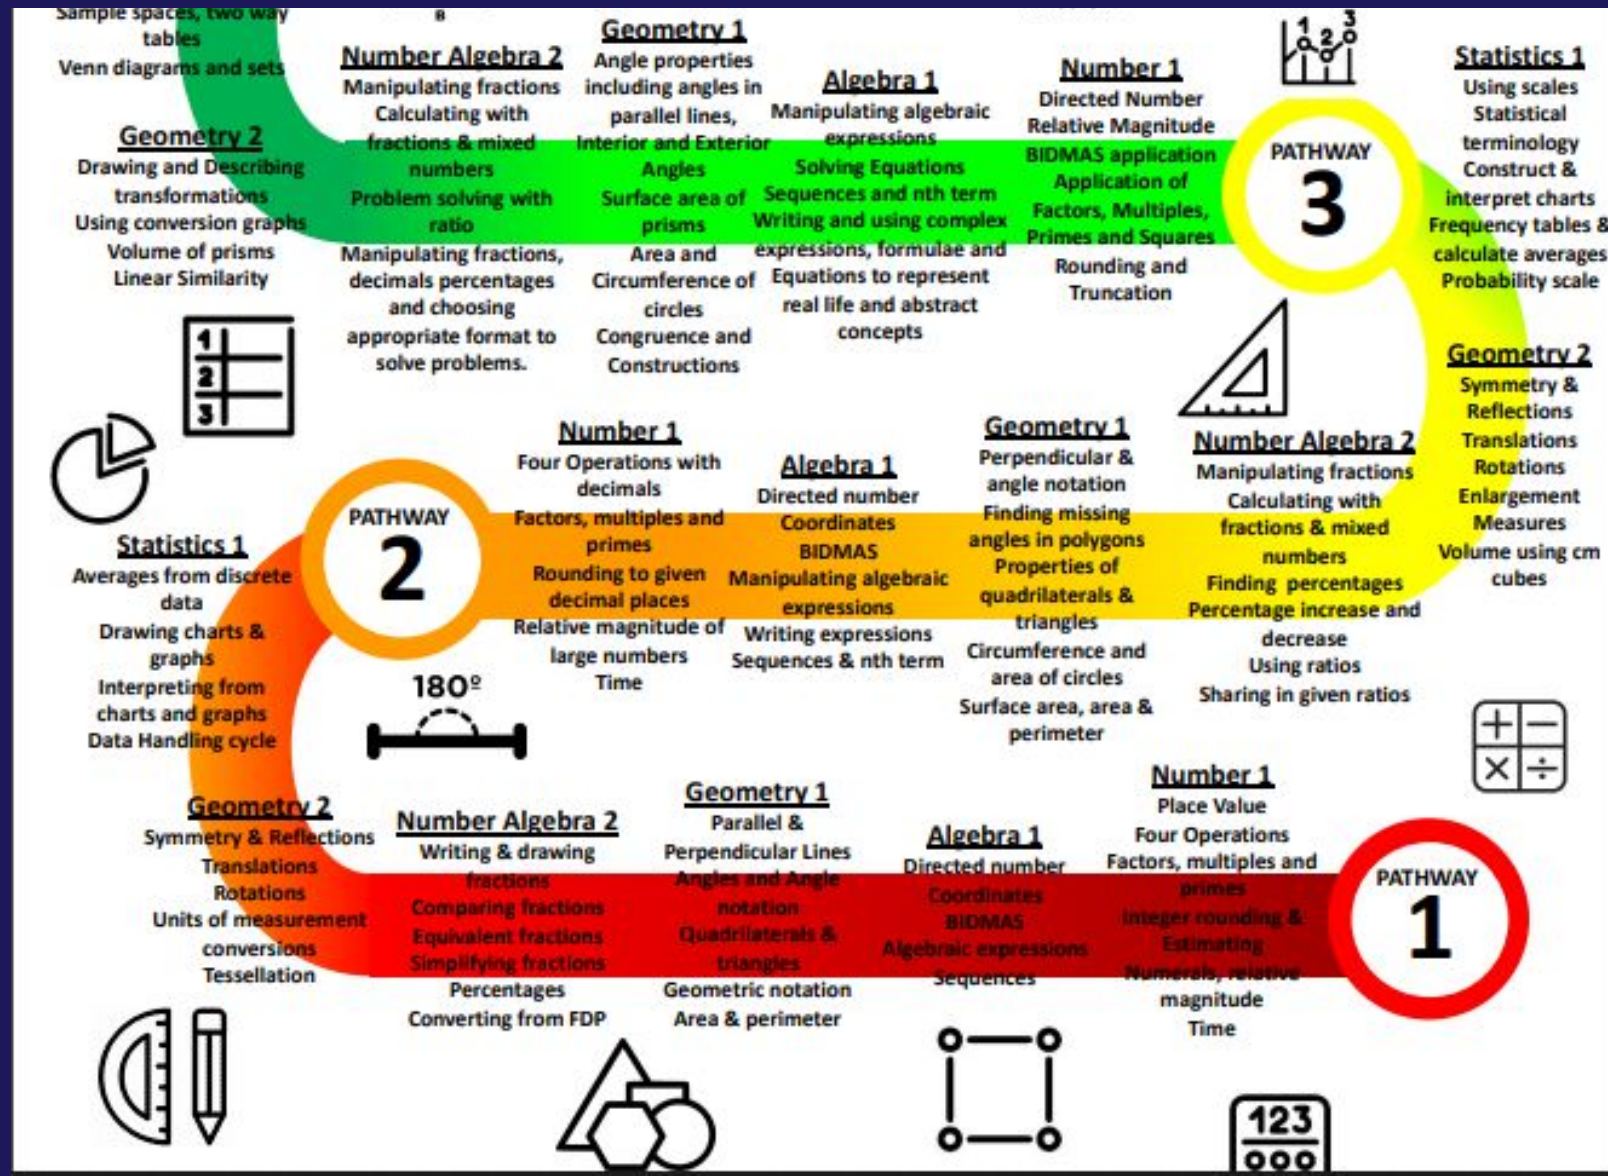 Sample spaces, two way
tables
Venn diagrams and sets
Geometry 2
Drawing and Describing
transformations
Using conversion graphs
Volume of prisms
Linear Similarity
B
Number Algebra 2
Manipulating fractions
Calculating with
fractions & mixed
numbers
Problem solving with
ratio
Manipulating fractions,
decimals percentages
and choosing
appropriate format to
solve problems.
Geometry 1
Angle properties
including angles in
parallel lines,
Interior and Exterior
Angles
Surface area of
prisms
Area and
Circumference of
circles
Congruence and
Constructions
Algebra 1
Manipulating algebraic
expressions
Solving Equations
Sequences and nth term
Writing and using complex
expressions, formulae and
Equations to represent
real life and abstract
concepts
Number 1
Directed Number
Relative Magnitude
BIDMAS application
Application of
Factors, Multiples,
Primes and Squares
Rounding and
Truncation
1 2 3
PATHWAY
3
Statistics 1
Using scales
Statistical
terminology
Construct &
interpret charts
Frequency tables &
calculate averages
Probability scale
Geometry 2
Symmetry &
Reflections
Translations
Rotations
Enlargement
Measures
Volume using cm
cubes
1
2
3
PATHWAY
2
Number 1
Four Operations with
decimals
Factors, multiples and
primes
Rounding to given
decimal places
Relative magnitude of
large numbers
Time
Algebra 1
Directed number
Coordinates
BIDMAS
Manipulating algebraic
expressions
Writing expressions
Sequences & nth term
Geometry 1
Perpendicular &
angle notation
Finding missing
angles in polygons
Properties of
quadrilaterals &
triangles
Circumference and
area of circles
Surface area, area &
perimeter
Number Algebra 2
Manipulating fractions
Calculating with
fractions & mixed
numbers
Finding percentages
Percentage increase and
decrease
Using ratios
Sharing in given ratios
Statistics 1
Averages from discrete
data
Drawing charts &
graphs
Interpreting from
charts and graphs
Data Handling cycle
180º
+ −
× ÷
Geometry 2
Symmetry & Reflections
Translations
Rotations
Units of measurement
conversions
Tessellation
Number Algebra 2
Writing & drawing
fractions
Comparing fractions
Equivalent fractions
Simplifying fractions
Percentages
Converting from FDP
Geometry 1
Parallel &
Perpendicular Lines
Angles and Angle
notation
Quadrilaterals &
triangles
Geometric notation
Area & perimeter
Algebra 1
Directed number
Coordinates
BIDMAS
Algebraic expressions
Sequences
Number 1
Place Value
Four Operations
Factors, multiples and
primes
Integer rounding &
Estimating
Numerals, relative
magnitude
Time
PATHWAY
1
123